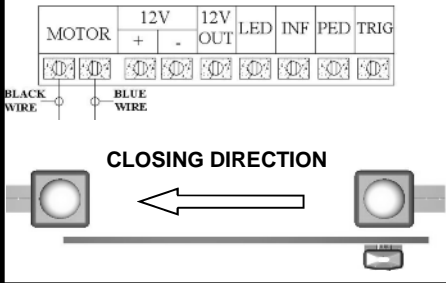 MOTOR 12V 12V OUT LED INF PED TRIG
+ -
BLACK WIRE BLUE WIRE
CLOSING DIRECTION